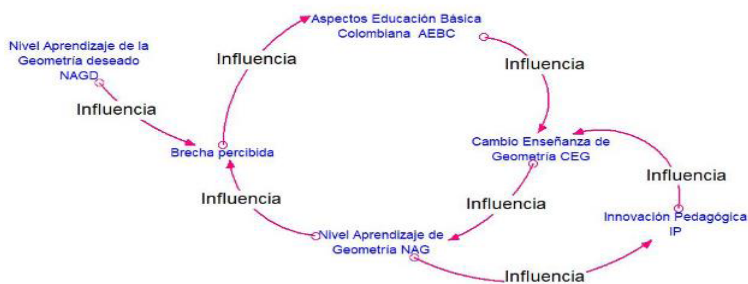 Aspectos Educación Básica
Colombiana AEBC
Nivel Aprendizaje de la
Geometría deseado
NAGD
Influencia
Influencia
Influencia
Brecha percibida
Cambio Enseñanza de
Geometría CEG
Influencia
Influencia
Influencia
Innovación Pedagógica
IP
Nivel Aprendizaje de
Geometría NAG
Influencia